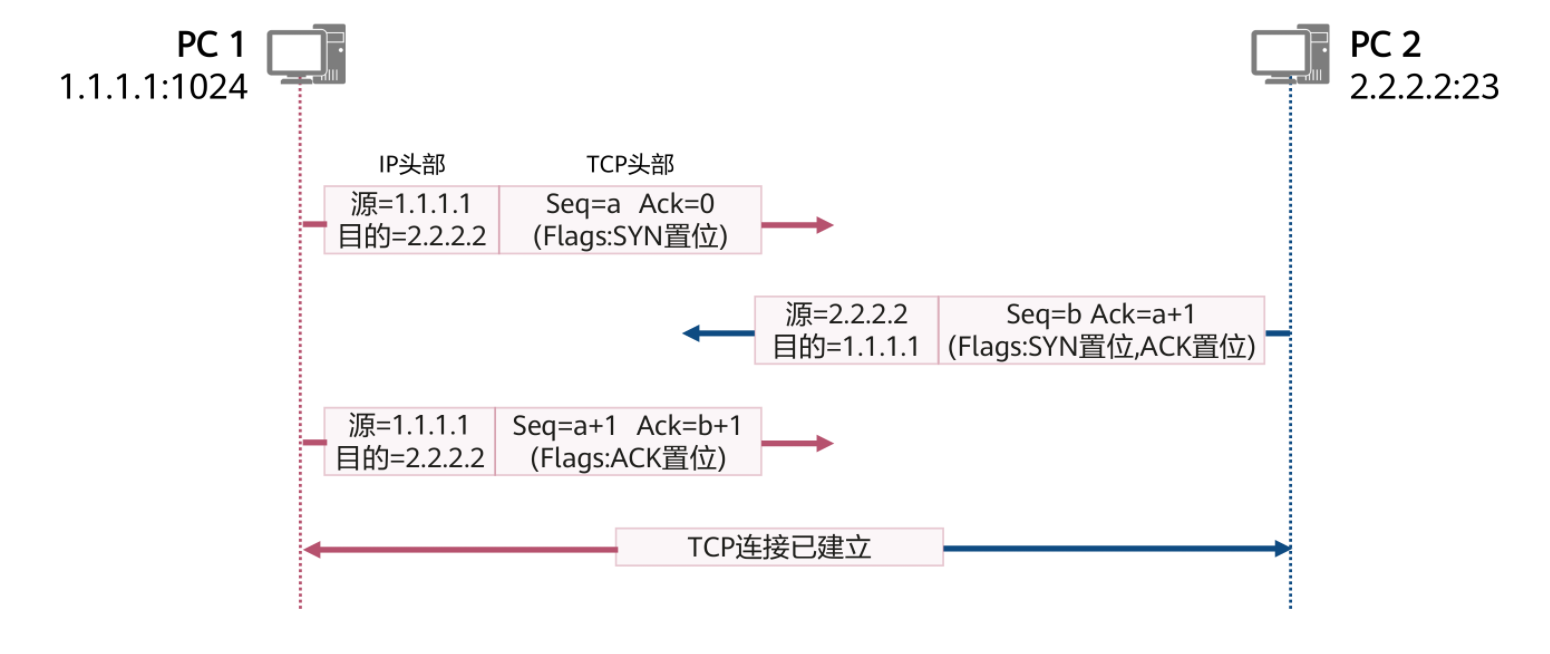 PC 1
1.1.1.1:1024
PC 2
2.2.2.2:23
IP头部
TCP头部
源=1.1.1.1
目的=2.2.2.2
Seq=a Ack=0
(Flags:SYN置位)
源=2.2.2.2
目的=1.1.1.1
Seq=b Ack=a+1
(Flags:SYN置位,ACK置位)
源=1.1.1.1
目的=2.2.2.2
Seq=a+1 Ack=b+1
(Flags:ACK置位)
TCP连接已建立